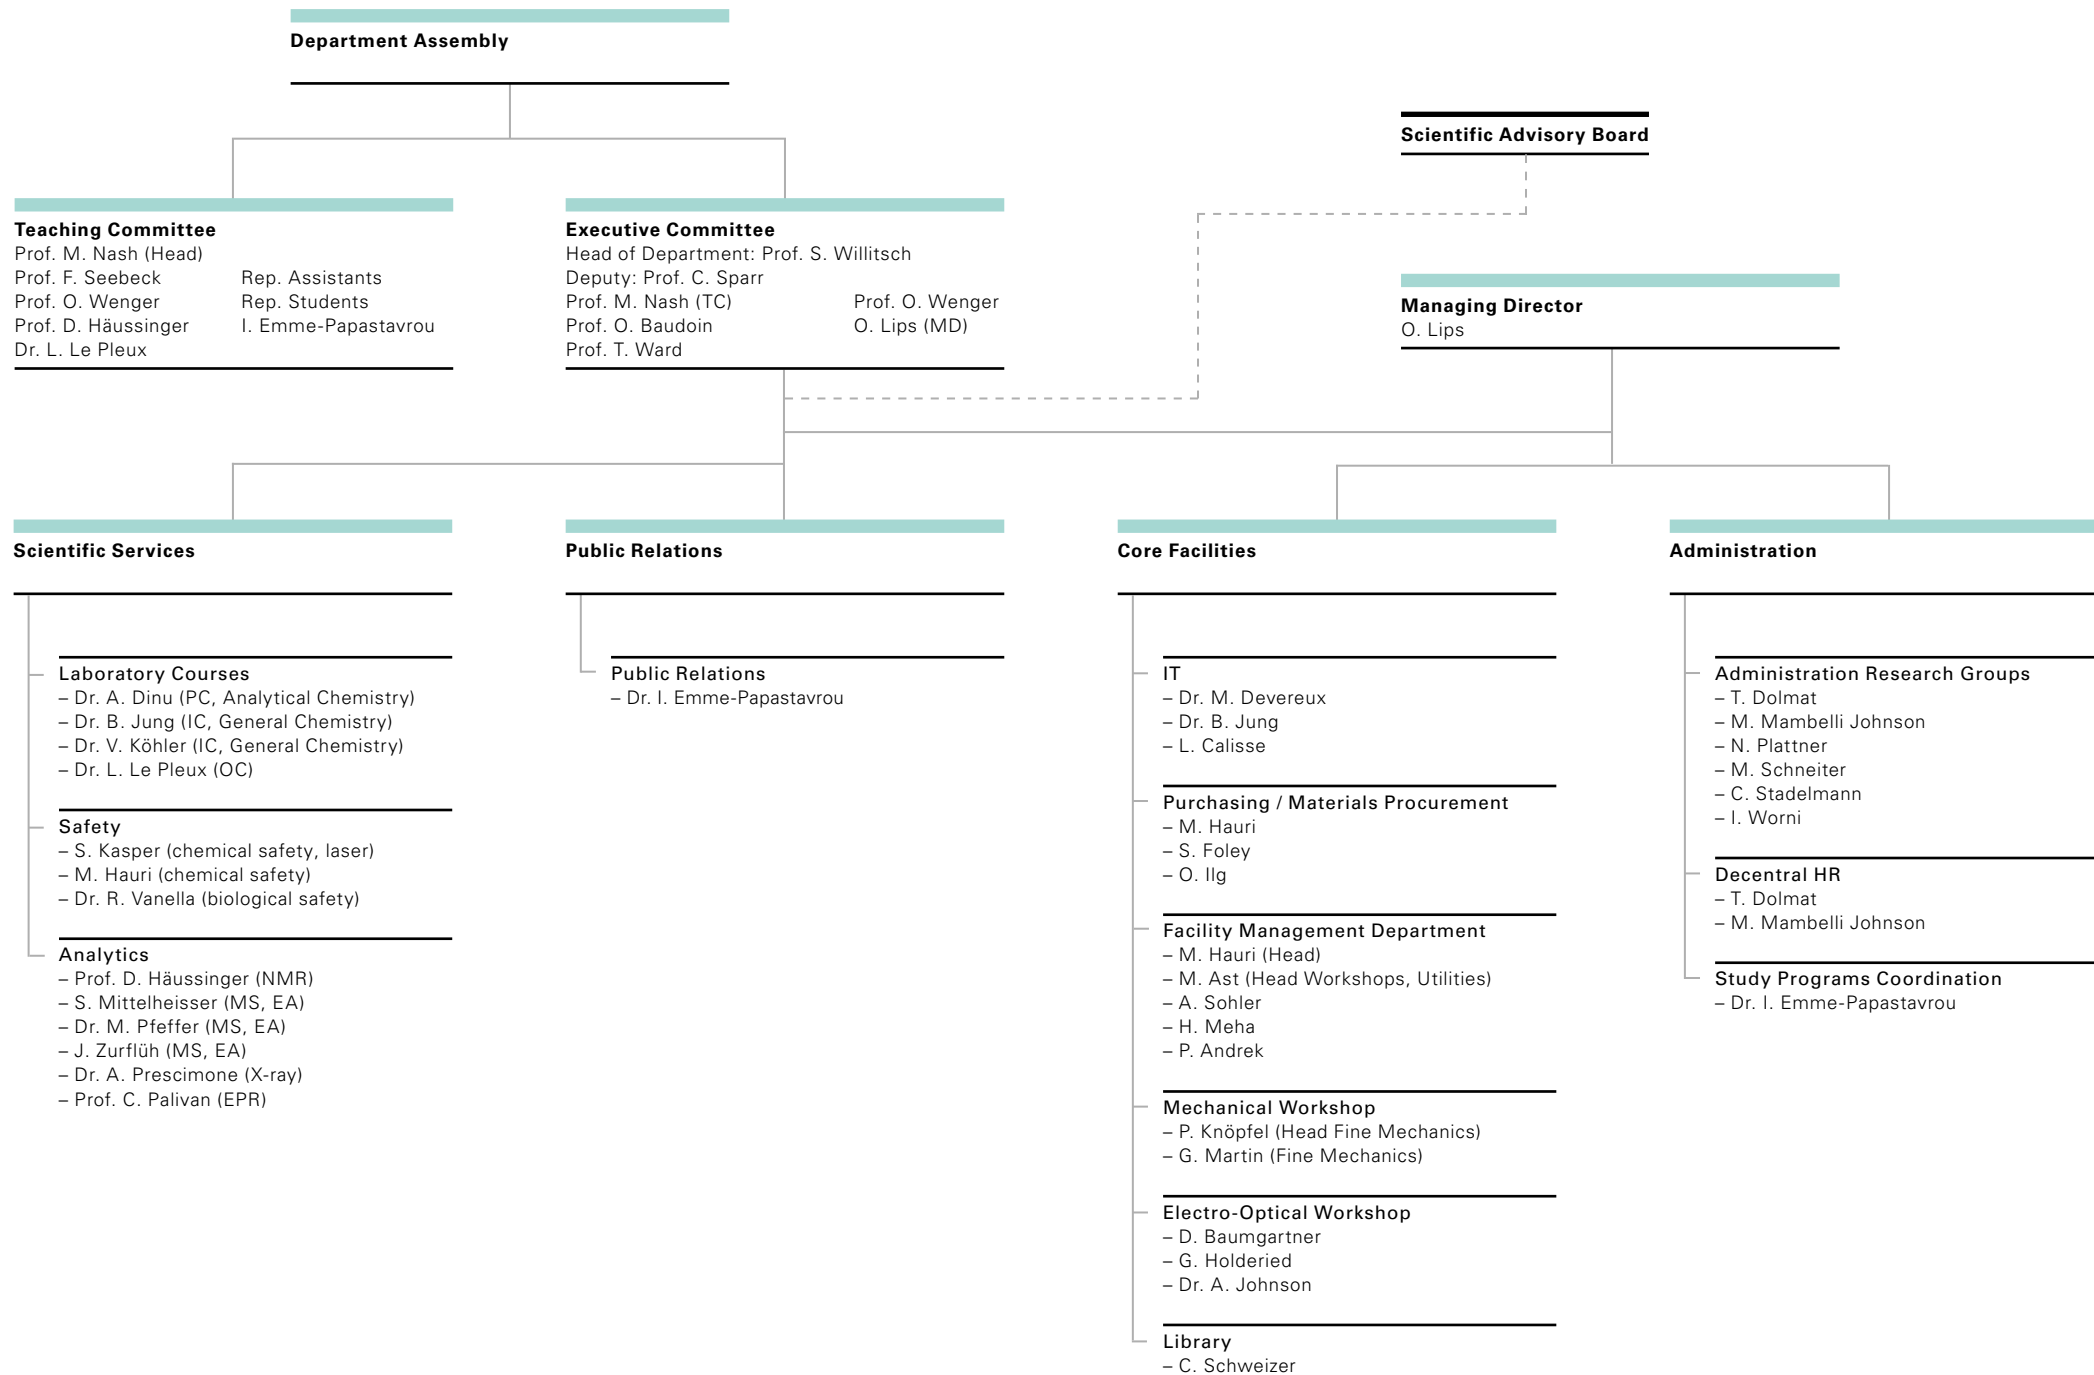 Department Assembly
Scientific Advisory Board
Teaching Committee
Prof. M. Nash (Head)
Prof. F. Seebeck
Prof. O. Wenger
Prof. D. Häussinger
Dr. L. Le Pleux
Rep. Assistants
Rep. Students
I. Emme-Papastavrou
Executive Committee
Head of Department: Prof. S. Willitsch
Deputy: Prof. C. Sparr
Prof. M. Nash (TC)
Prof. O. Baudoin
Prof. T. Ward
Prof. O. Wenger
O. Lips (MD)
Managing Director
O. Lips
Scientific Services
Laboratory Courses
– Dr. A. Dinu (PC, Analytical Chemistry)
– Dr. B. Jung (IC, General Chemistry)
– Dr. V. Köhler (IC, General Chemistry)
– Dr. L. Le Pleux (OC)
Safety
– S. Kasper (chemical safety, laser)
– M. Hauri (chemical safety)
– Dr. R. Vanella (biological safety)
Analytics
– Prof. D. Häussinger (NMR)
– S. Mittelheisser (MS, EA)
– Dr. M. Pfeffer (MS, EA)
– J. Zurflüh (MS, EA)
– Dr. A. Prescimone (X-ray)
– Prof. C. Palivan (EPR)
Public Relations
Public Relations
– Dr. I. Emme-Papastavrou
Core Facilities
IT
– Dr. M. Devereux
– Dr. B. Jung
– L. Calisse
Purchasing / Materials Procurement
– M. Hauri
– S. Foley
– O. Ilg
Facility Management Department
– M. Hauri (Head)
– M. Ast (Head Workshops, Utilities)
– A. Sohler
– H. Meha
– P. Andrek
Mechanical Workshop
– P. Knöpfel (Head Fine Mechanics)
– G. Martin (Fine Mechanics)
Electro-Optical Workshop
– D. Baumgartner
– G. Holderied
– Dr. A. Johnson
Library
– C. Schweizer
Administration
Administration Research Groups
– T. Dolmat
– M. Mambelli Johnson
– N. Plattner
– M. Schneiter
– C. Stadelmann
– I. Worni
Decentral HR
– T. Dolmat
– M. Mambelli Johnson
Study Programs Coordination
– Dr. I. Emme-Papastavrou